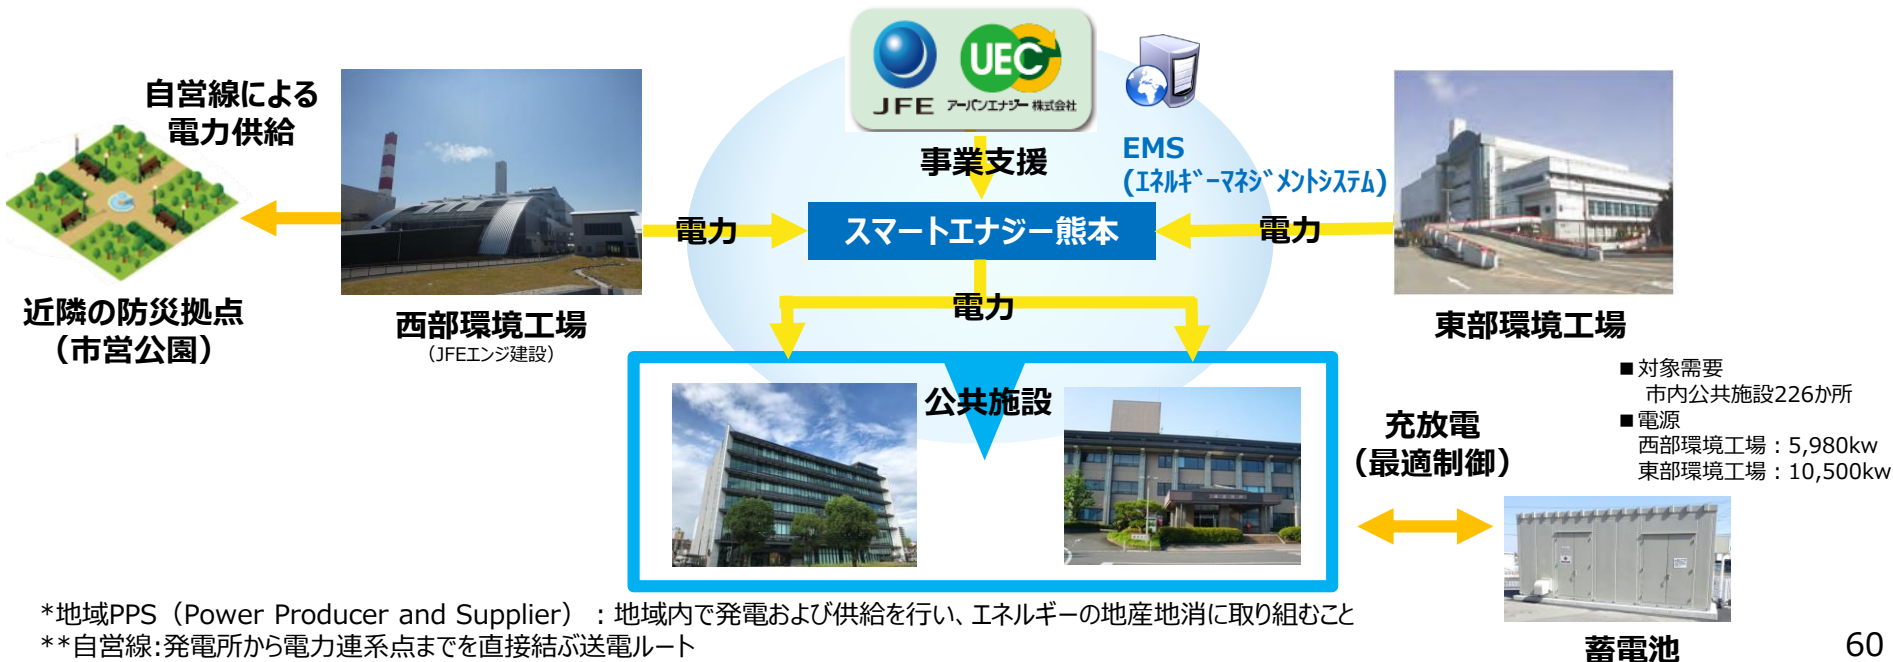 JFE
UEC
アーバンエナジー 株式会社
自営線による
電力供給
事業支援
EMS
(エネルギーマネジメントシステム)
電力
スマートエナジー熊本
電力
電力
近隣の防災拠点
（市営公園）
西部環境工場
（JFEエンジ建設）
東部環境工場
公共施設
■対象需要
市内公共施設226か所
■電源
西部環境工場：5,980kw
東部環境工場：10,500kw
充放電
（最適制御）
蓄電池
*地域PPS（Power Producer and Supplier）：地域内で発電および供給を行い、エネルギーの地産地消に取り組むこと
**自営線:発電所から電力連系点までを直接結ぶ送電ルート
60